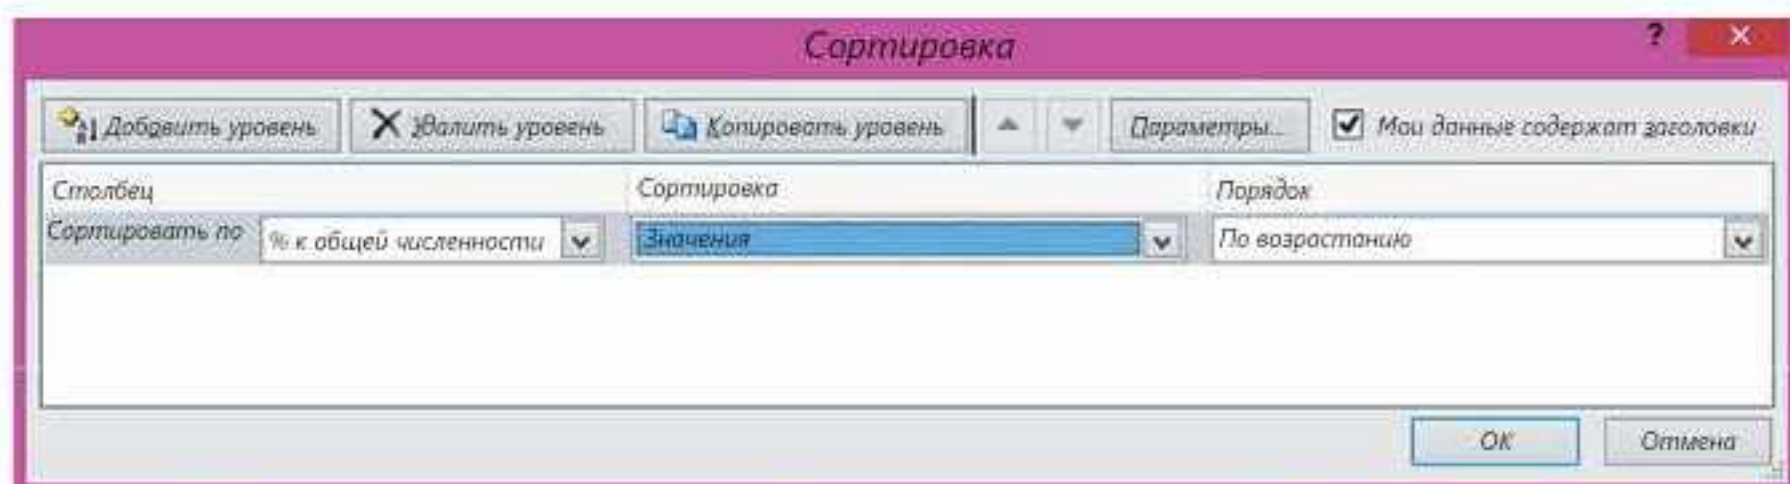 Сортировка
?
Добавить уровень Удалить уровень Копировать уровень Параметры... Мои данные содержат заголовки
Столбец Сортировка Порядок
Сортировать по % к общей численности Значения По возрастанию
ОК Отмена